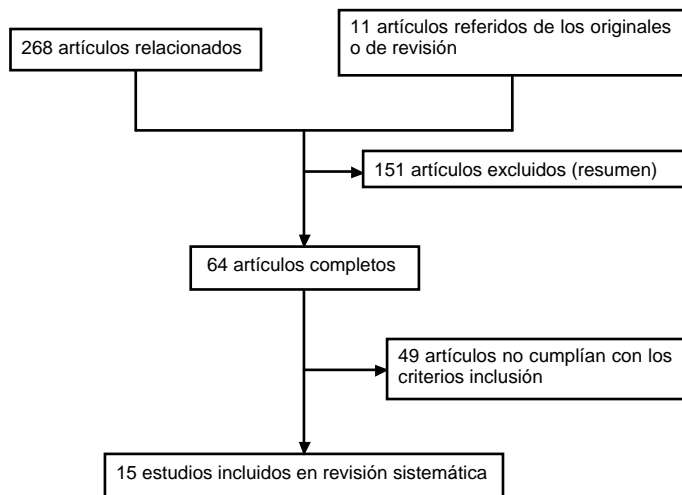 268 artículos relacionados
11 artículos referidos de los originales
o de revisión
151 artículos excluidos (resumen)
64 artículos completos
49 artículos no cumplían con los
criterios inclusión
15 estudios incluidos en revisión sistemática